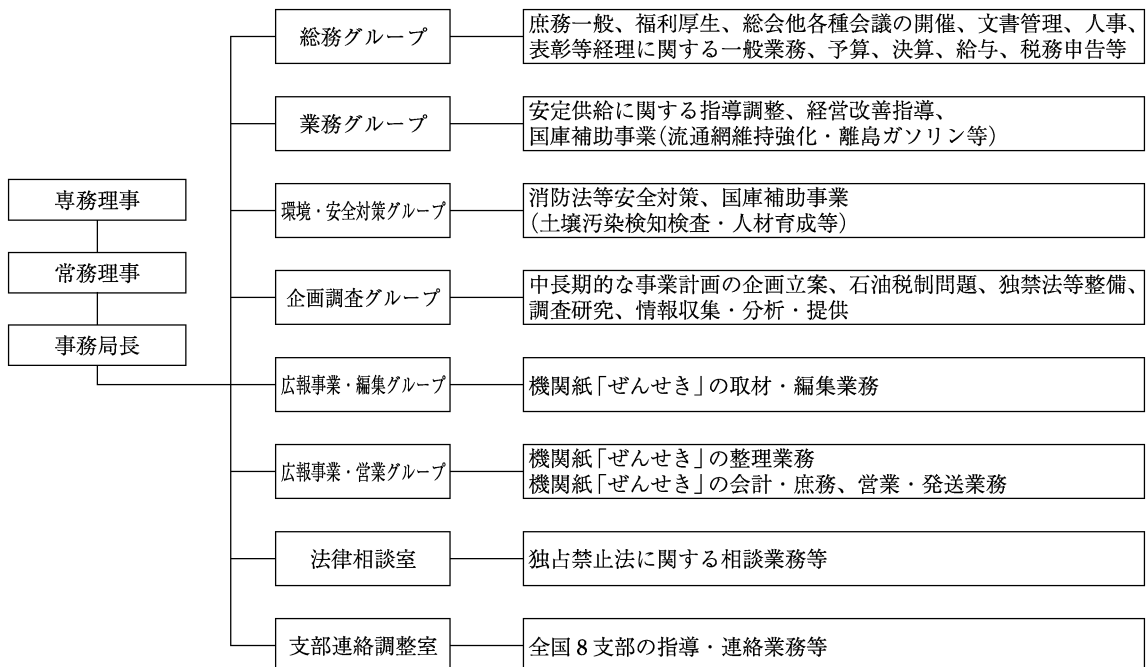 専務理事
常務理事
事務局長
総務グループ
庶務一般、福利厚生、総会他各種会議の開催、文書管理、人事、
表彰等経理に関する一般業務、予算、決算、給与、税務申告等
業務グループ
安定供給に関する指導調整、経営改善指導、
国庫補助事業(流通網維持強化・離島ガソリン等)
環境・安全対策グループ
消防法等安全対策、国庫補助事業
(土壌汚染検知検査・人材育成等)
企画調査グループ
中長期的な事業計画の企画立案、石油税制問題、独禁法等整備、
調査研究、情報収集・分析・提供
広報事業・編集グループ
機関紙「ぜんせき」の取材・編集業務
広報事業・営業グループ
機関紙「ぜんせき」の整理業務
機関紙「ぜんせき」の会計・庶務、営業・発送業務
法律相談室
独占禁止法に関する相談業務等
支部連絡調整室
全国8支部の指導・連絡業務等